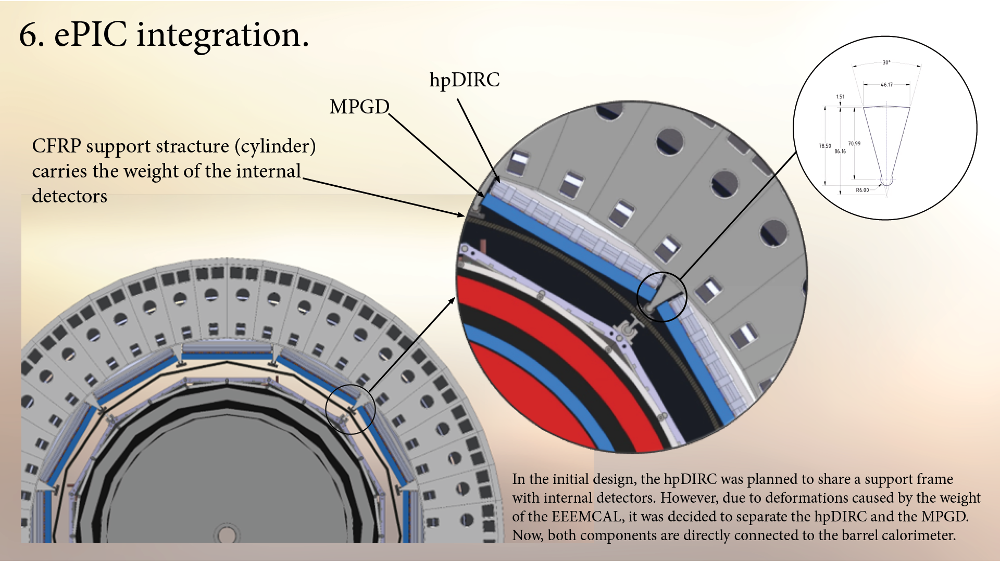 6. ePIC integration.
hpDIRC
MPGD
CFRP support stracture (cylinder)
carries the weight of the internal
detectors
30°
46.17
1.51
78.50
86.16
70.99
R6.00
In the initial design, the hpDIRC was planned to share a support frame
with internal detectors. However, due to deformations caused by the weight
of the EEEMCAL, it was decided to separate the hpDIRC and the MPGD.
Now, both components are directly connected to the barrel calorimeter.